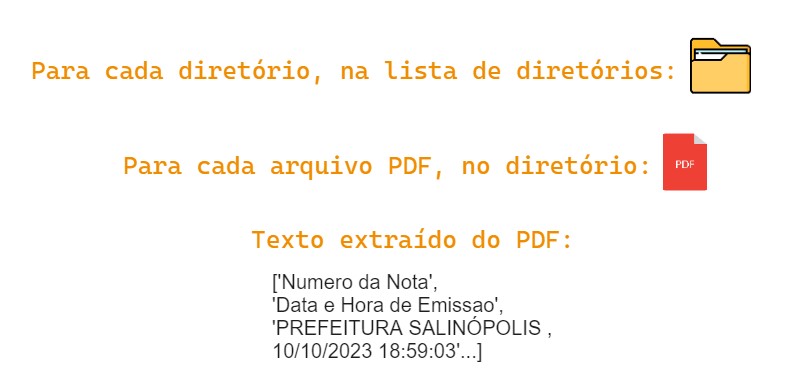 Para cada diretório, na lista de diretórios:
Para cada arquivo PDF, no diretório:
PDF
Texto extraído do PDF:
['Numero da Nota',
'Data e Hora de Emissao',
'PREFEITURA SALINÓPOLIS ,
10/10/2023 18:59:03'...]